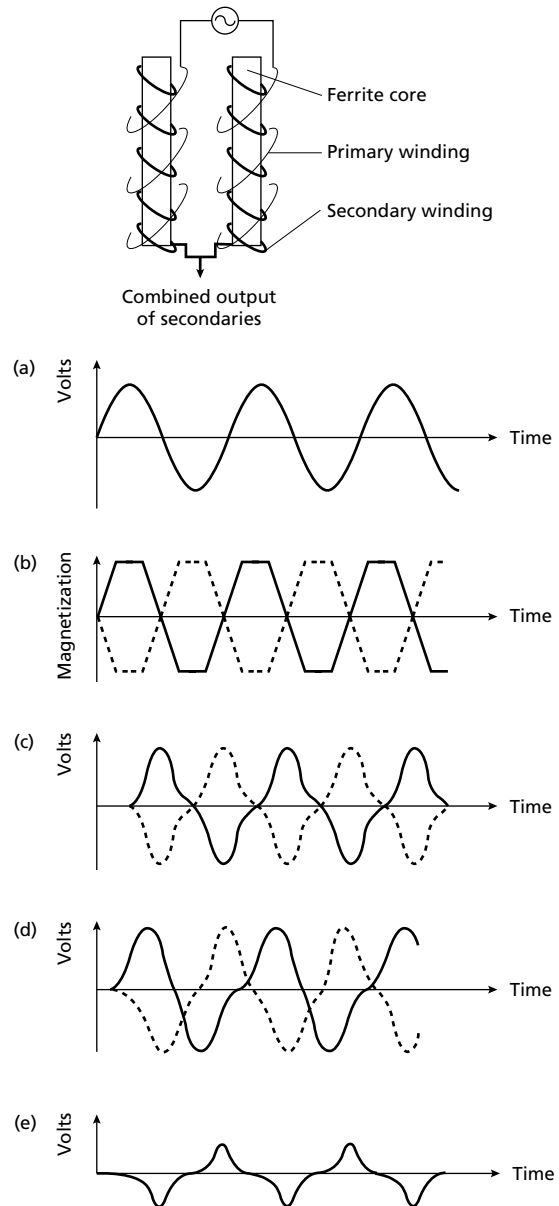 Ferrite core
Primary winding
Secondary winding
Combined output
of secondaries
(a)
Volts
Time
(b)
Magnetization
Time
(c)
Volts
Time
(d)
Volts
Time
(e)
Volts
Time